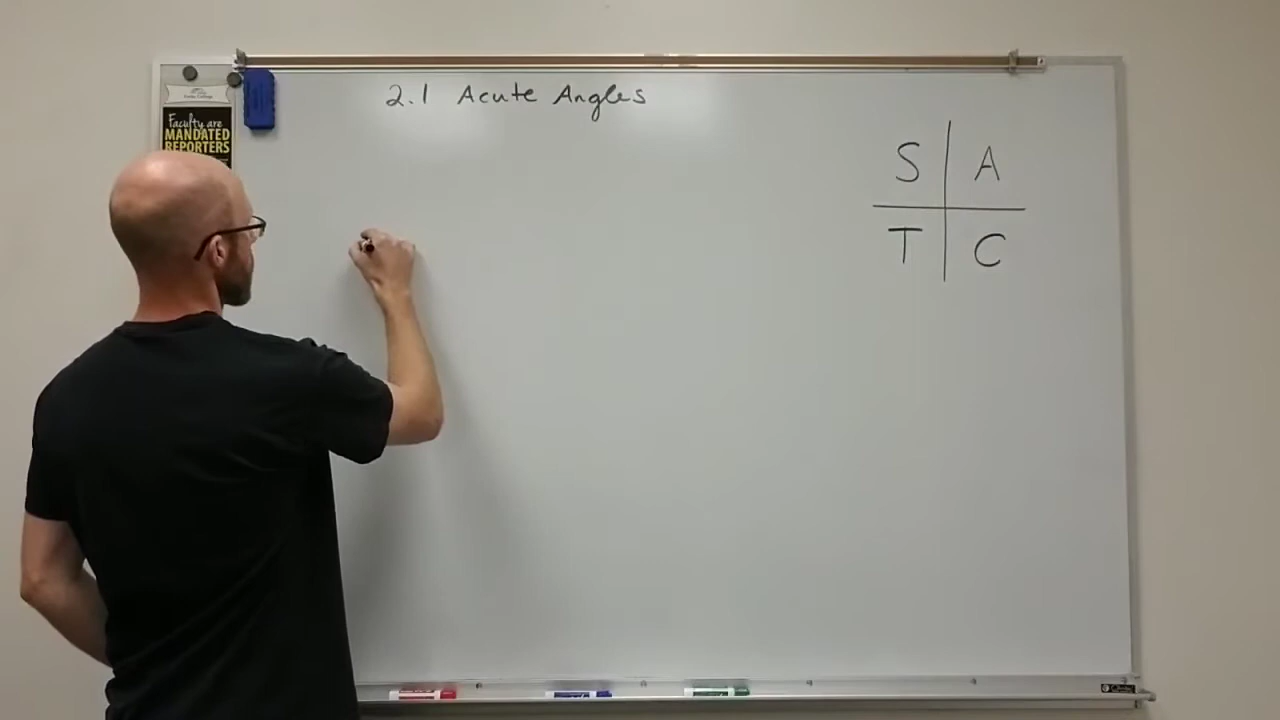 2.1 Acute Angles
S A
T C
Faculty are
MANDATED
REPORTERS